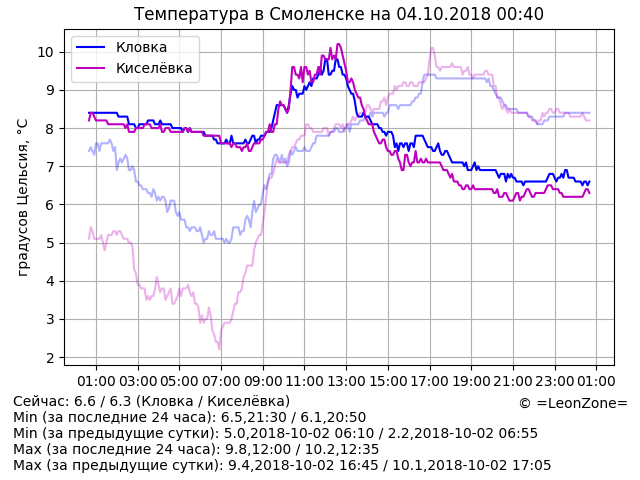 Температура в Смоленске на 04.10.2018 00:40
Кловка
Киселёвка
градусов Цельсия, °C
10
9
8
7
6
5
4
3
2
01:00 03:00 05:00 07:00 09:00 11:00 13:00 15:00 17:00 19:00 21:00 23:00 01:00
Сейчас: 6.6 / 6.3 (Кловка / Киселёвка)
© =LeonZone=
Min (за последние 24 часа): 6.5,21:30 / 6.1,20:50
Min (за предыдущие сутки): 5.0,2018-10-02 06:10 / 2.2,2018-10-02 06:55
Max (за последние 24 часа): 9.8,12:00 / 10.2,12:35
Max (за предыдущие сутки): 9.4,2018-10-02 16:45 / 10.1,2018-10-02 17:05